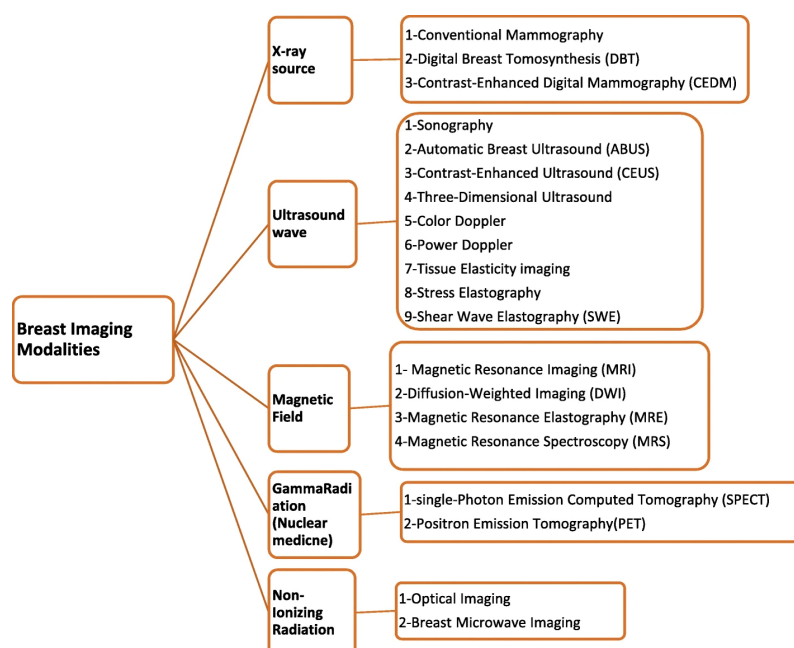 Breast Imaging
Modalities
X-ray
source
1-Conventional Mammography
2-Digital Breast Tomosynthesis (DBT)
3-Contrast-Enhanced Digital Mammography (CEDM)
Ultrasound
wave
1-Sonography
2-Automatic Breast Ultrasound (ABUS)
3-Contrast-Enhanced Ultrasound (CEUS)
4-Three-Dimensional Ultrasound
5-Color Doppler
6-Power Doppler
7-Tissue Elasticity imaging
8-Stress Elastography
9-Shear Wave Elastography (SWE)
Magnetic
Field
1- Magnetic Resonance Imaging (MRI)
2-Diffusion-Weighted Imaging (DWI)
3-Magnetic Resonance Elastography (MRE)
4-Magnetic Resonance Spectroscopy (MRS)
GammaRadi
ation
(Nuclear
medicne)
1-single-Photon Emission Computed Tomography (SPECT)
2-Positron Emission Tomography(PET)
Non-
Ionizing
Radiation
1-Optical Imaging
2-Breast Microwave Imaging